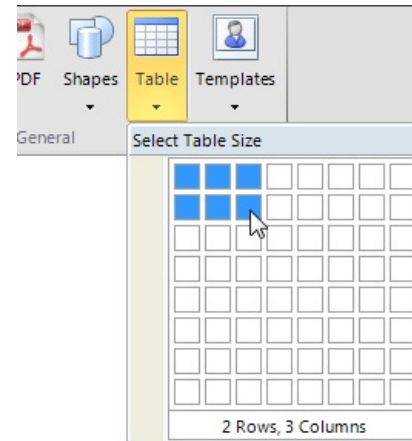 PDF Shapes Table Templates
General
Select Table Size
2 Rows, 3 Columns